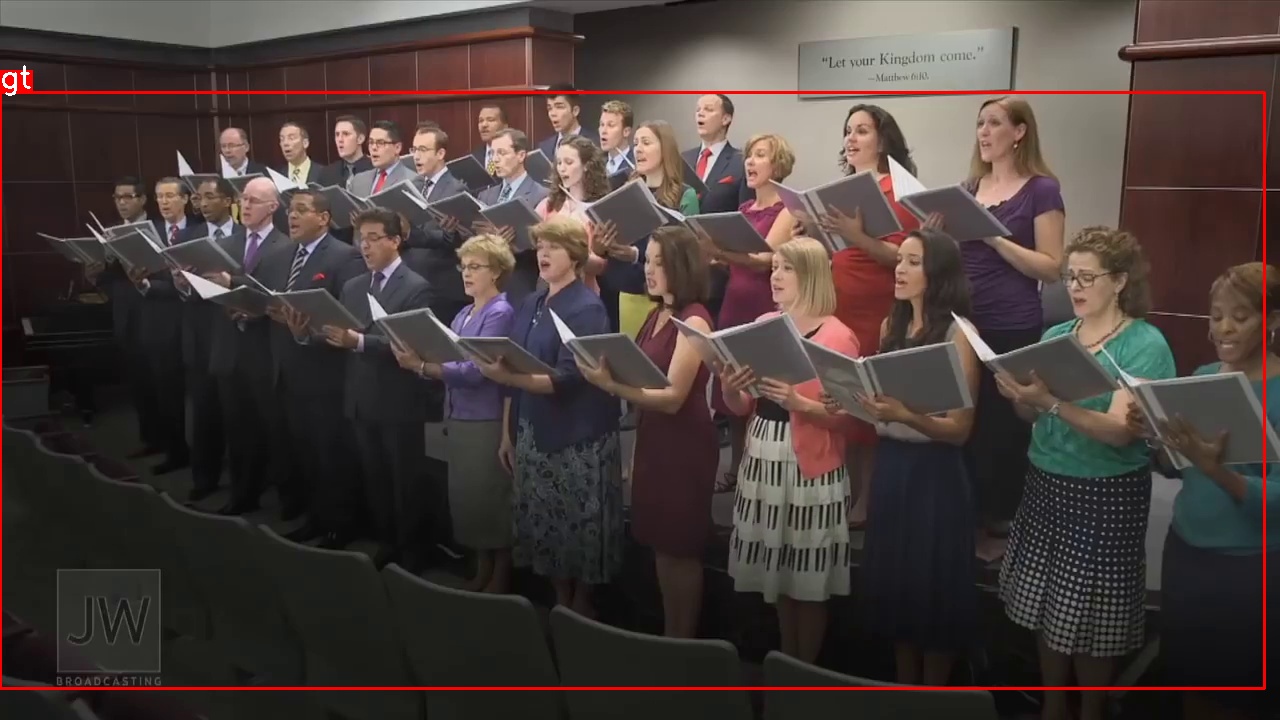 gt
“Let your Kingdom come.”
—Matthew 6:10.
JW
BROADCASTING